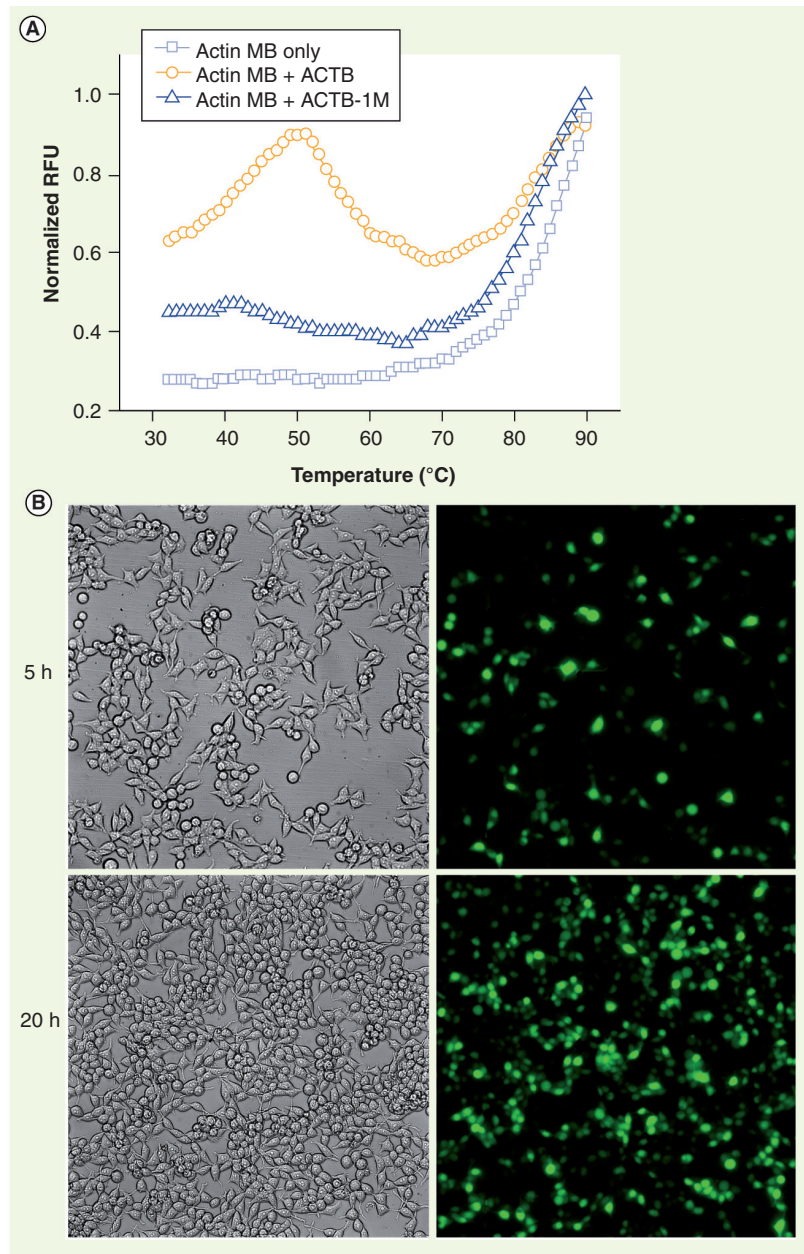 A
Actin MB only
Actin MB + ACTB
Actin MB + ACTB-1M
1.0
0.8
0.6
0.4
0.2
Normalized RFU
30 40 50 60 70 80 90
Temperature (°C)
B
5 h
20 h